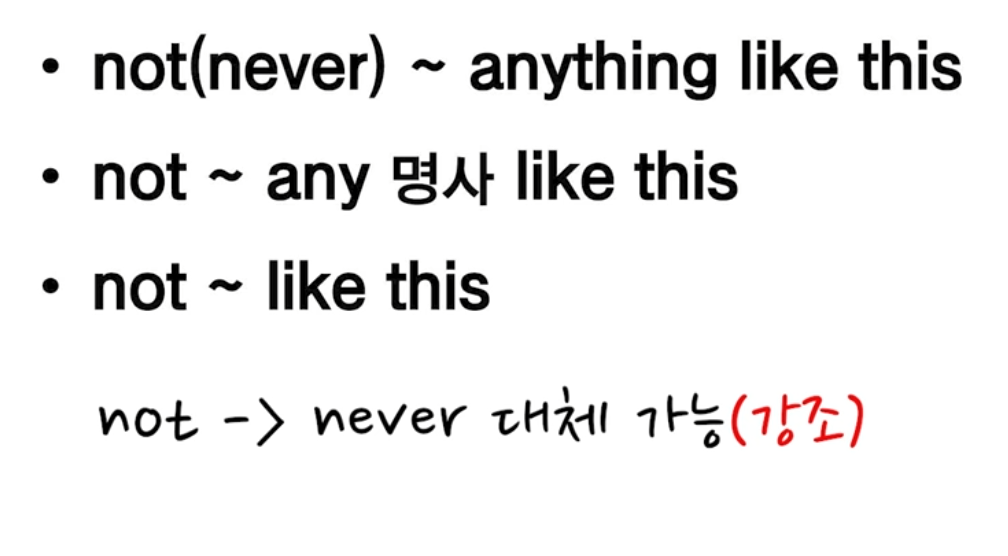 • not(never) ~ anything like this
• not ~ any 명사 like this
• not ~ like this
not -> never 대체 가능(강조)